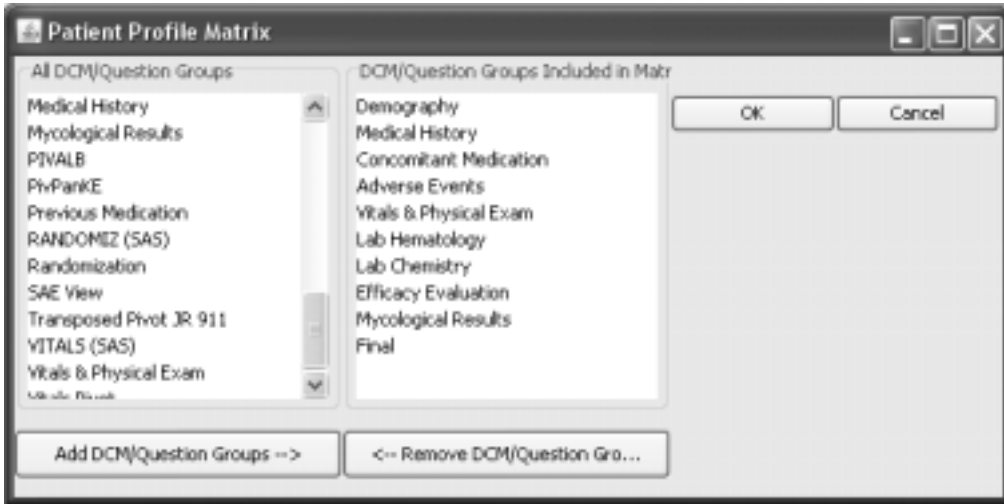 Patient Profile Matrix
All DCM/Question Groups
Medical History
Mycological Results
PIVALB
PivPanKE
Previous Medication
RANDOMIZ (SAS)
Randomization
SAE View
Transposed Pivot JR 911
VITALS (SAS)
Vitals & Physical Exam
Vitals Pivot
Add DCM/Question Groups -->
DCM/Question Groups Included in Matr
Demography
Medical History
Concomitant Medication
Adverse Events
Vitals & Physical Exam
Lab Hematology
Lab Chemistry
Efficacy Evaluation
Mycological Results
Final
<-- Remove DCM/Question Gro...
OK
Cancel